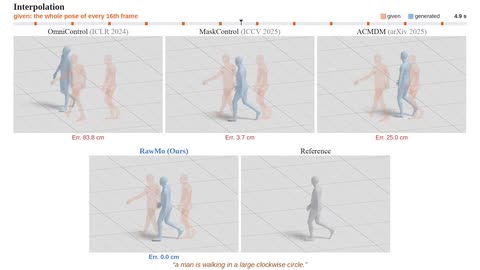 Interpolation
given: the whole pose of every 16th frame
given generated 4.9 s
OmniControl (ICLR 2024) MaskControl (ICCV 2025) ACMDM (arXiv 2025)
Err. 83.8 cm Err. 3.7 cm Err. 25.0 cm
RawMo (Ours) Reference
Err. 0.0 cm
"a man is walking in a large clockwise circle."